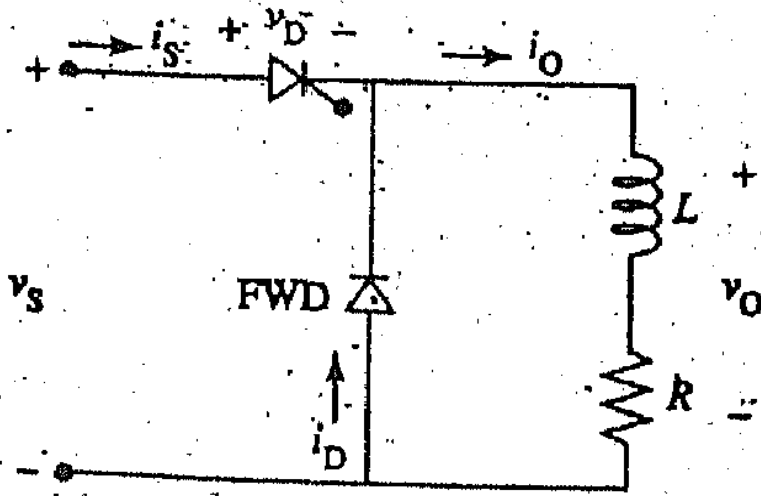 + i_S + v_D − i_O
+
L
v_S FWD v_O
i_D R −
−